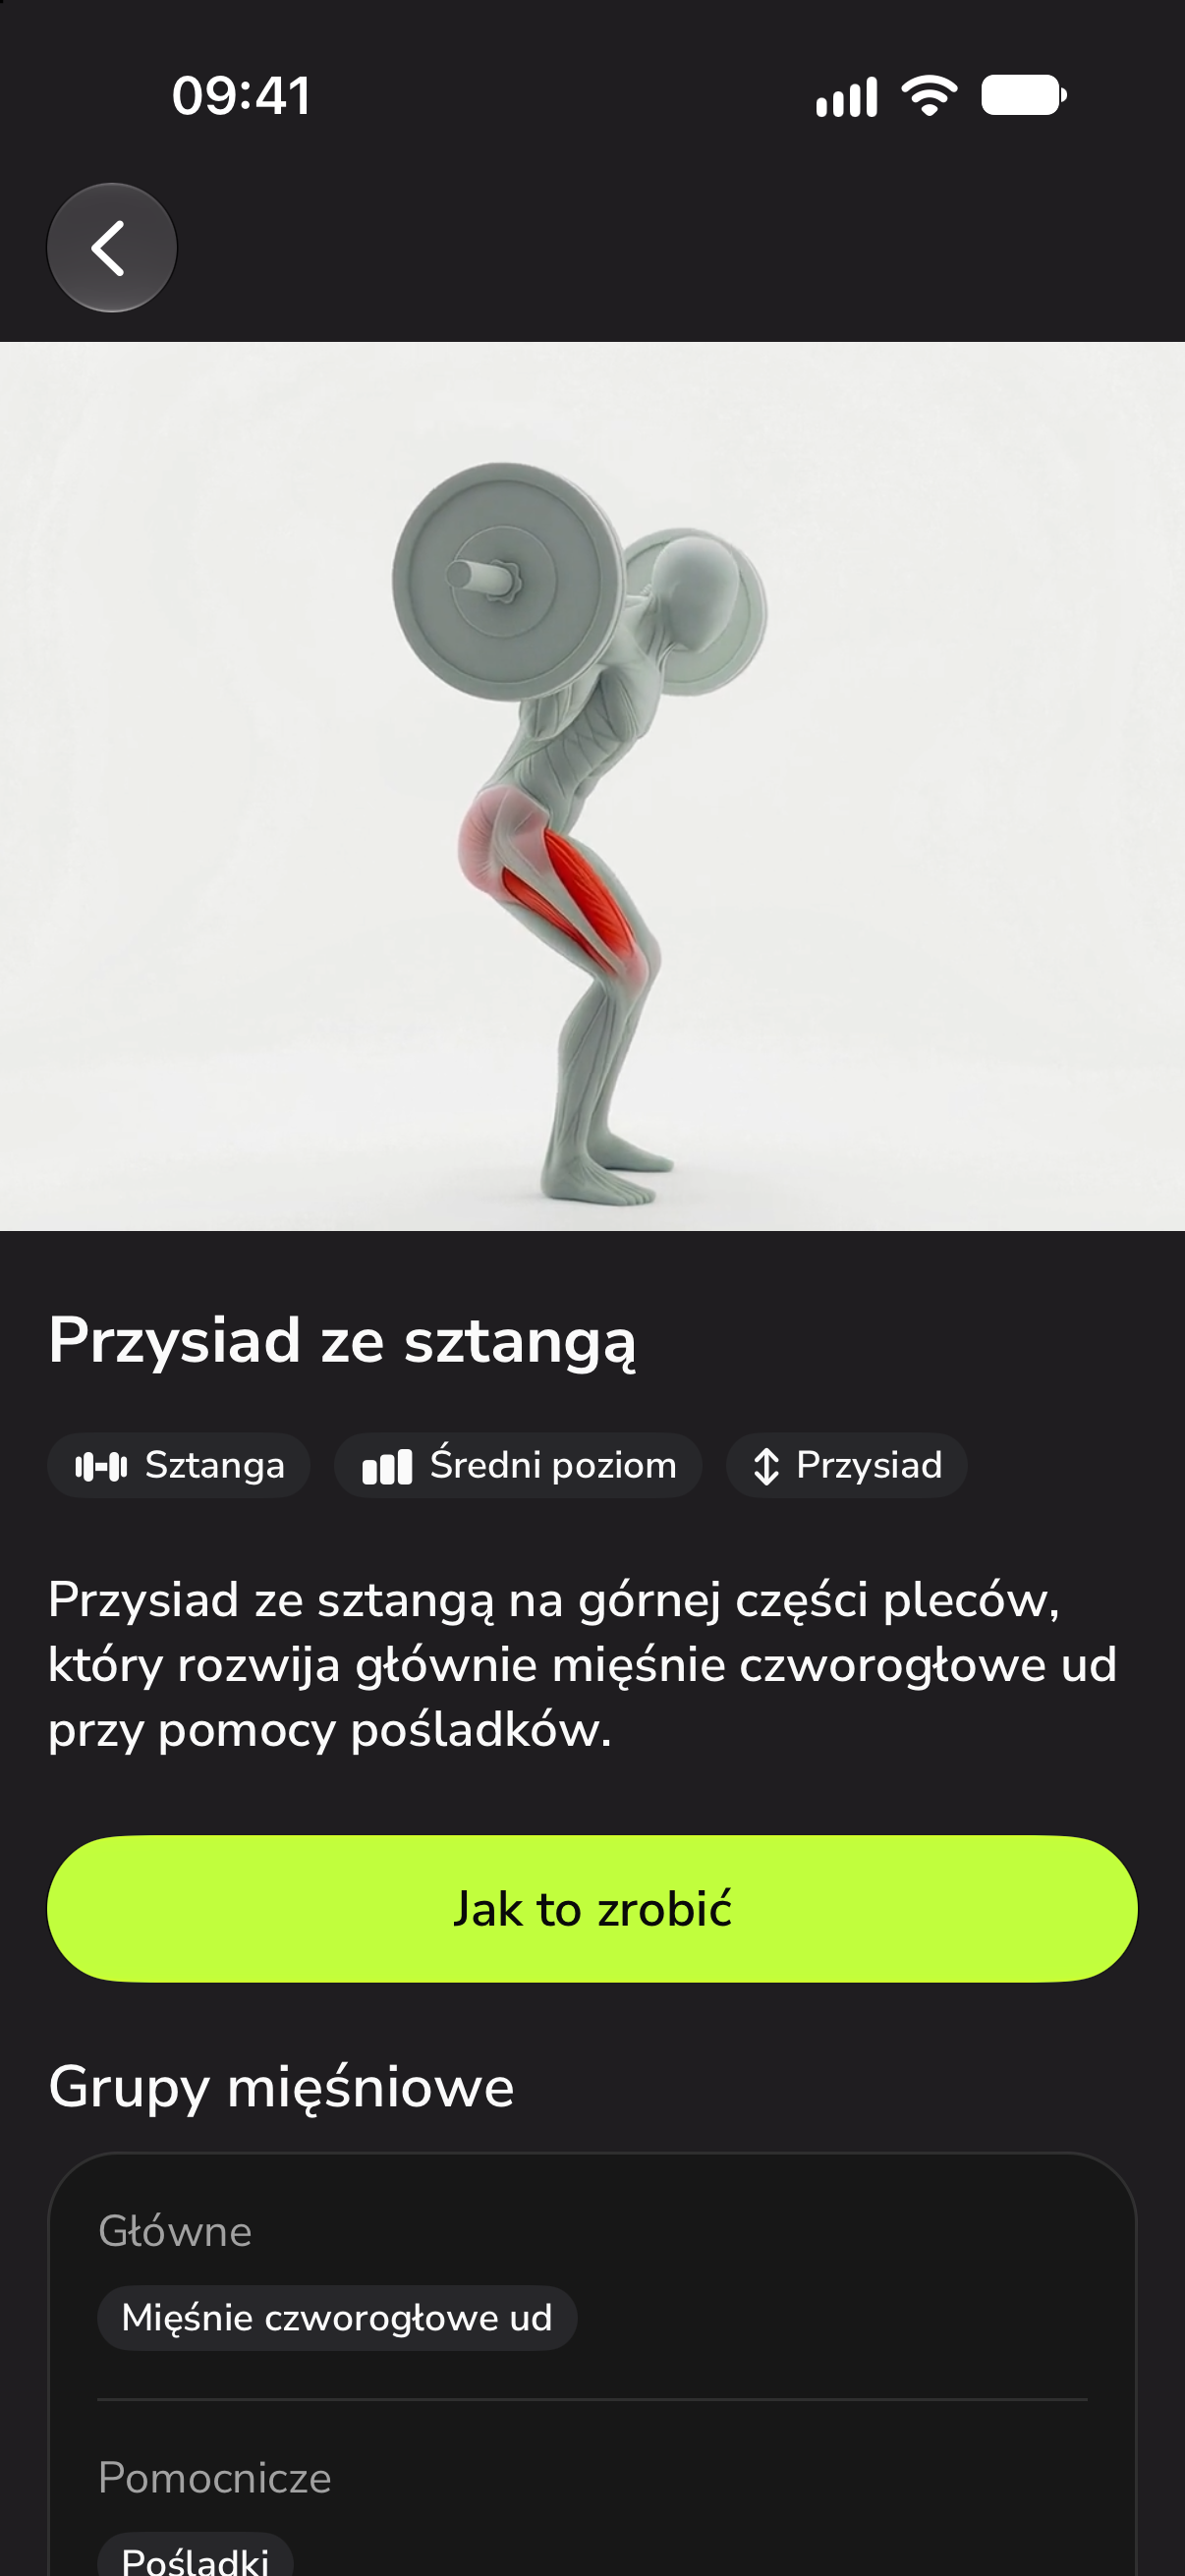 09:41
Przysiad ze sztangą
Sztanga
Średni poziom
Przysiad
Przysiad ze sztangą na górnej części pleców,
który rozwija głównie mięśnie czworogłowe ud
przy pomocy pośladków.
Jak to zrobić
Grupy mięśniowe
Główne
Mięśnie czworogłowe ud
Pomocnicze
Pośladki